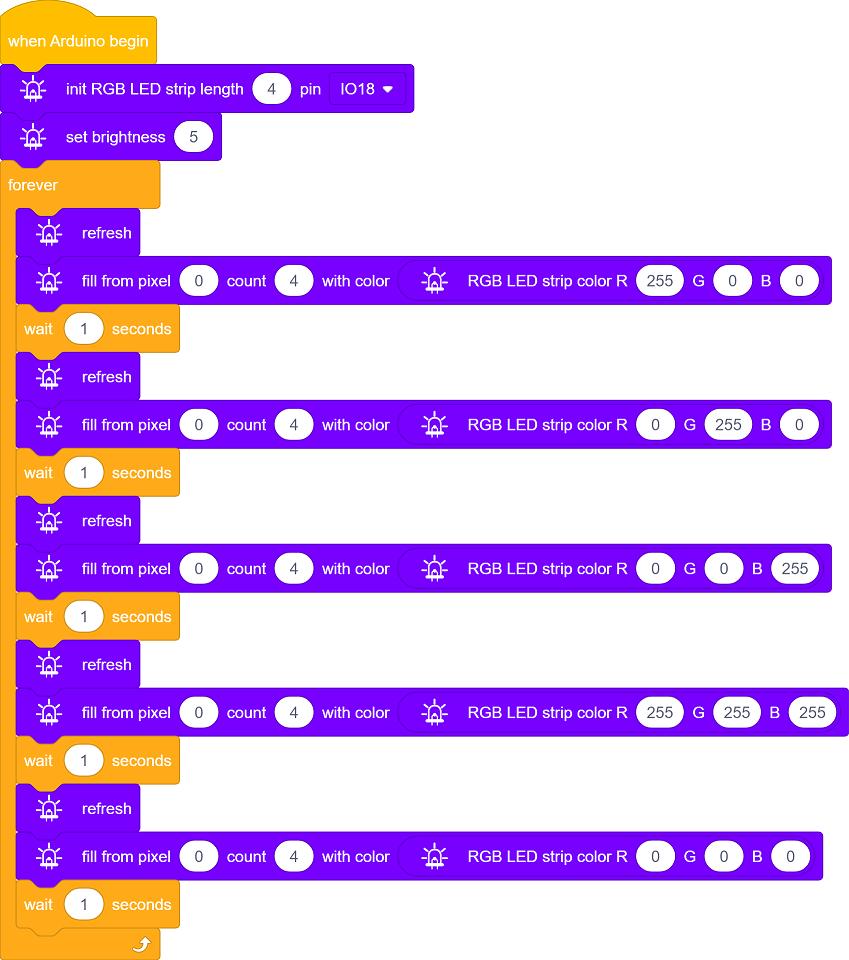 when Arduino begin
init RGB LED strip length 4 pin IO18
set brightness 5
forever
refresh
fill from pixel 0 count 4 with color RGB LED strip color R 255 G 0 B 0
wait 1 seconds
refresh
fill from pixel 0 count 4 with color RGB LED strip color R 0 G 255 B 0
wait 1 seconds
refresh
fill from pixel 0 count 4 with color RGB LED strip color R 0 G 0 B 255
wait 1 seconds
refresh
fill from pixel 0 count 4 with color RGB LED strip color R 255 G 255 B 255
wait 1 seconds
refresh
fill from pixel 0 count 4 with color RGB LED strip color R 0 G 0 B 0
wait 1 seconds